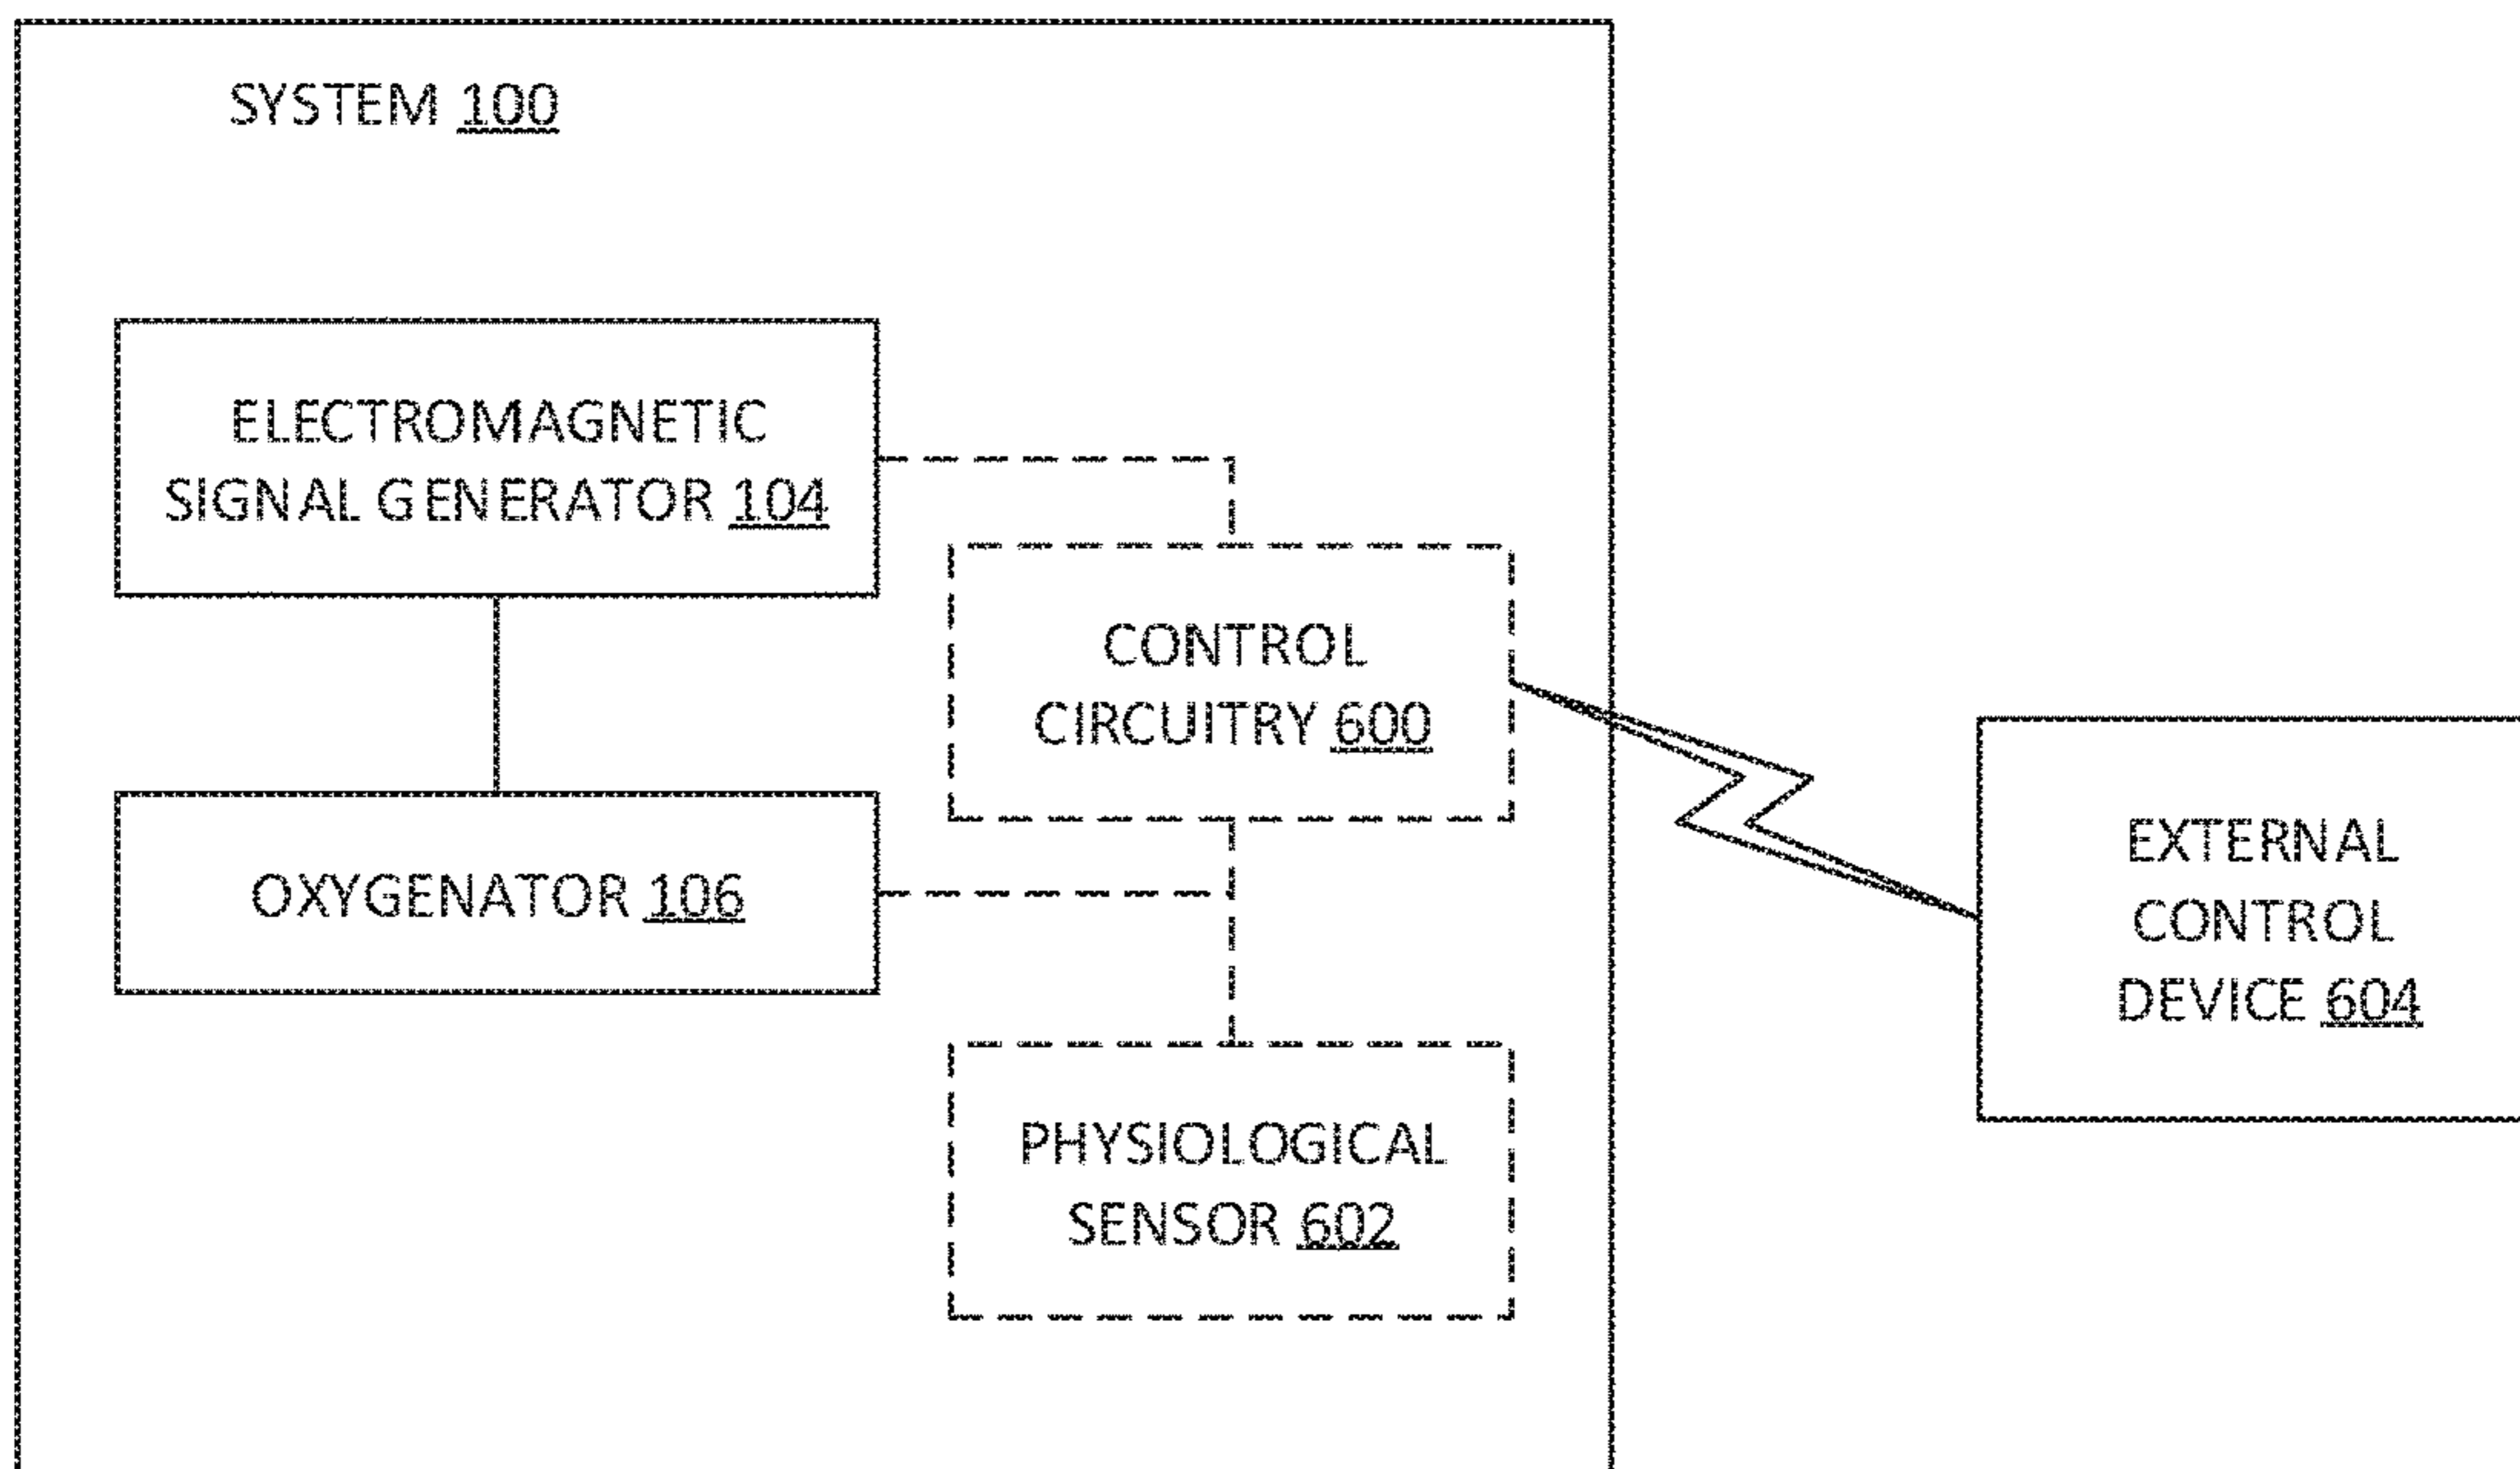 SYSTEM 100
ELECTROMAGNETIC
SIGNAL GENERATOR 104
CONTROL
CIRCUITRY 600
OXYGENATOR 106
EXTERNAL
CONTROL
DEVICE 604
PHYSIOLOGICAL
SENSOR 602